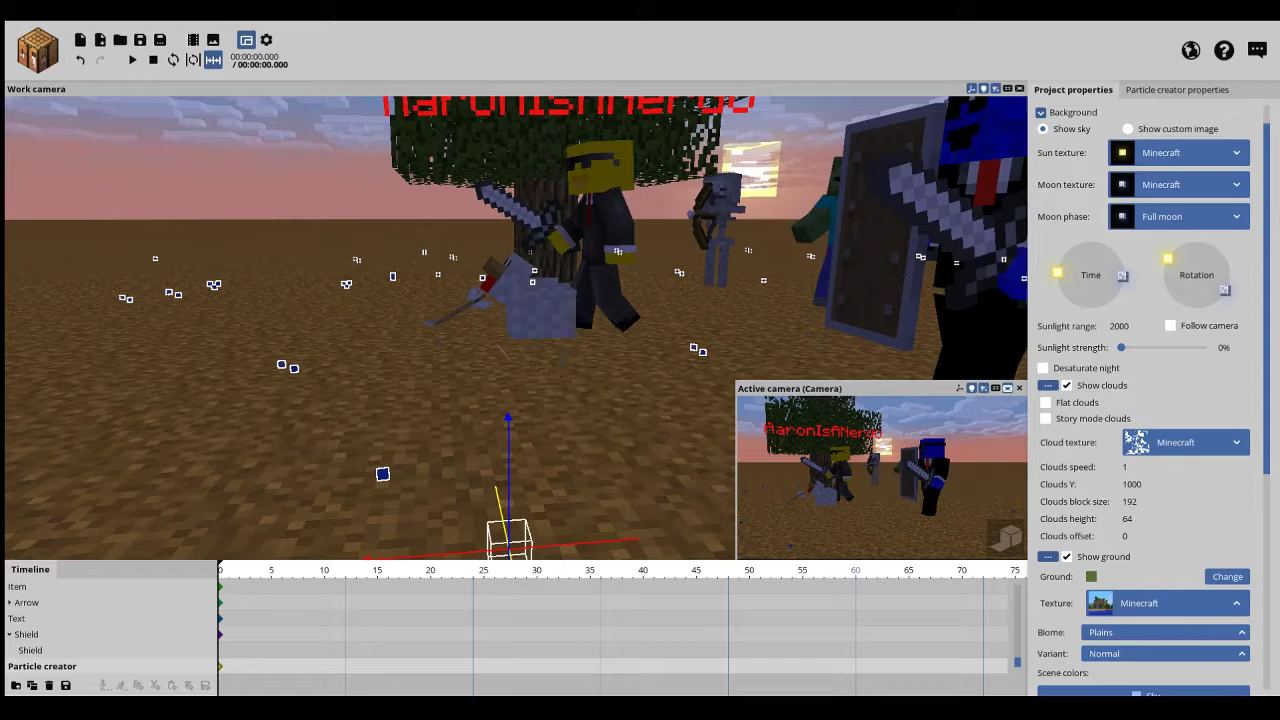 00:00:00.000
/ 00:00:00.000
Work camera
Project properties
Particle creator properties
AaronIsANerdo
Background
Show sky
Show custom image
Sun texture:
Minecraft
Moon texture:
Minecraft
Moon phase:
Full moon
Time
Rotation
Sunlight range:
2000
Follow camera
Sunlight strength:
0%
Desaturate night
Show clouds
Flat clouds
Story mode clouds
Cloud texture:
Minecraft
Clouds speed:
1
Clouds Y:
1000
Clouds block size:
192
Clouds height:
64
Clouds offset:
0
Show ground
Ground:
Change
Texture:
Minecraft
Biome:
Plains
Variant:
Normal
Scene colors:
Active camera (Camera)
Timeline
0 5 10 15 20 25 30 35 40 45 50 55 60 65 70 75
Item
Arrow
Text
Shield
Shield
Particle creator